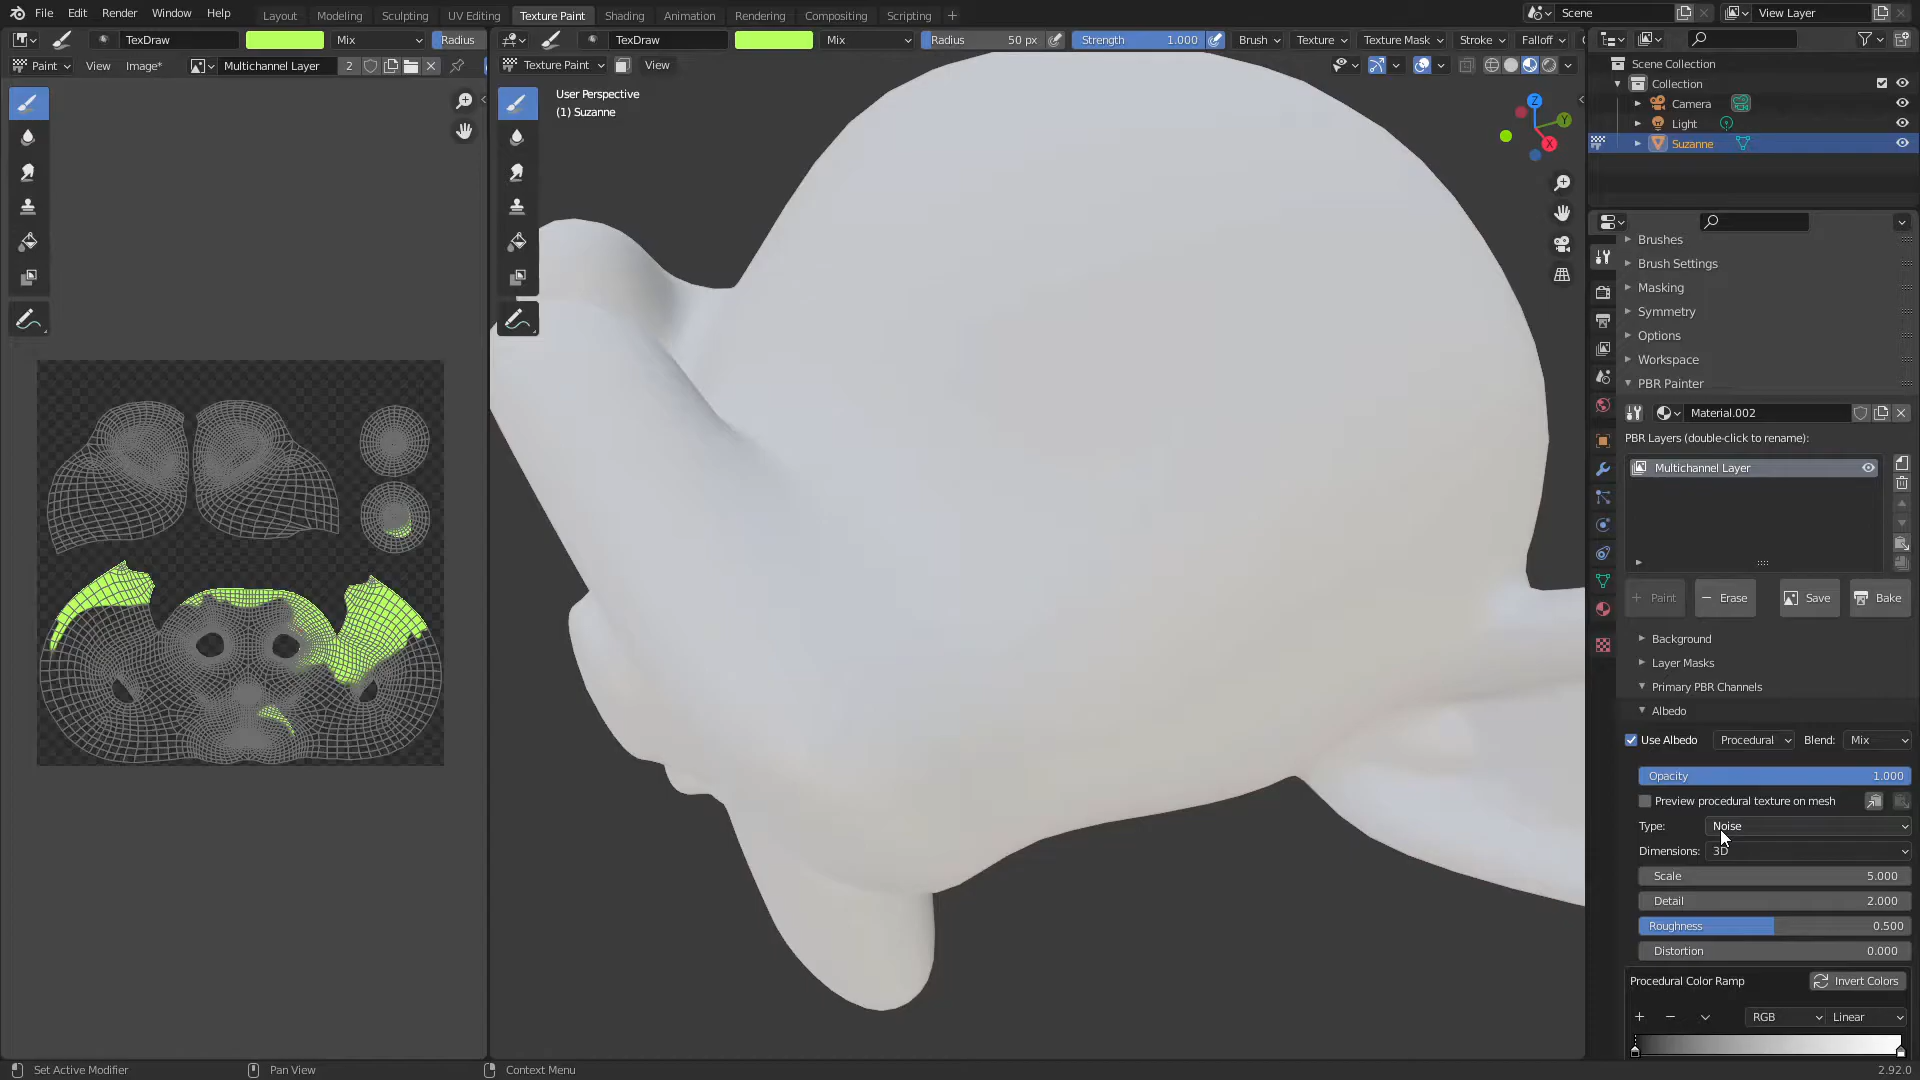 File Edit Render Window Help Layout Modeling Sculpting UV Editing Texture Paint Shading Animation Rendering Compositing Scripting + Scene View Layer
TexDraw Mix Radius TexDraw Mix Radius 50 px Strength 1.000 Brush Texture Texture Mask Stroke Falloff
Paint View Image* Multichannel Layer 2 Texture Paint View
User Perspective
(1) Suzanne
Z
Y
X
Scene Collection
Collection
Camera
Light
Suzanne
Brushes
Brush Settings
Masking
Symmetry
Options
Workspace
PBR Painter
Material.002
PBR Layers (double-click to rename):
Multichannel Layer
+ Paint − Erase Save Bake
Background
Layer Masks
Primary PBR Channels
Albedo
Use Albedo Procedural Blend: Mix
Opacity 1.000
Preview procedural texture on mesh
Type: Noise
Dimensions: 3D
Scale 5.000
Detail 2.000
Roughness 0.500
Distortion 0.000
Procedural Color Ramp Invert Colors
+ − RGB Linear
Set Active Modifier Pan View Context Menu 2.92.0